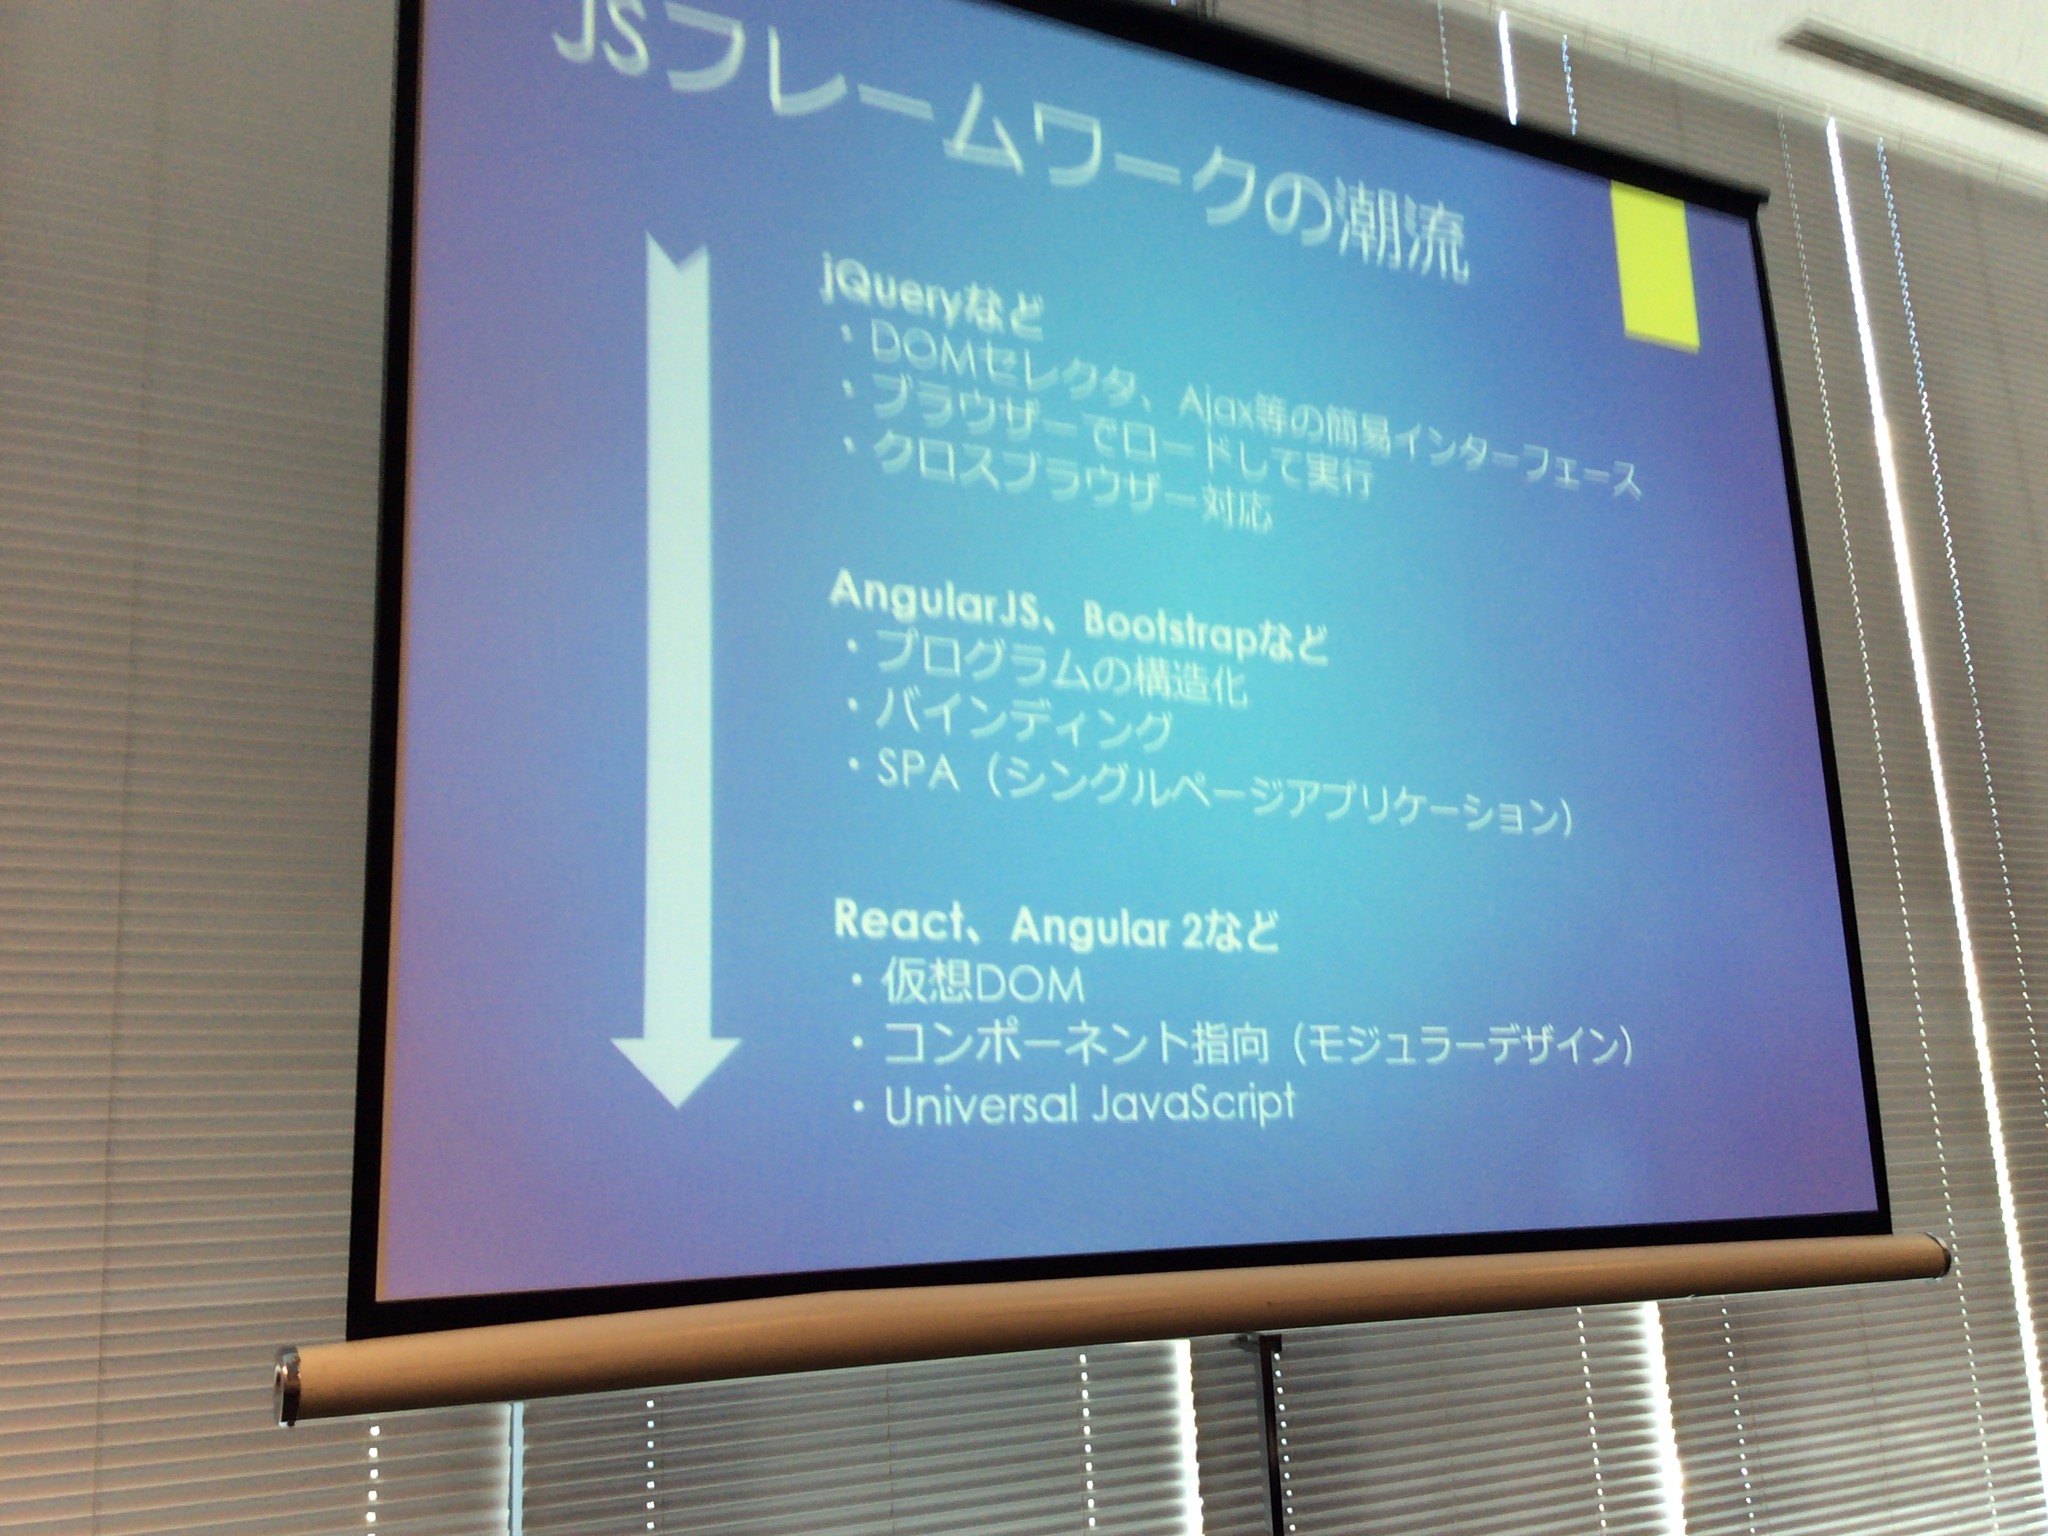 JSフレームワークの潮流
jQueryなど
・DOMセレクタ、Ajax等の簡易インターフェース
・ブラウザーでロードして実行
・クロスブラウザー対応
AngularJS、Bootstrapなど
・プログラムの構造化
・バインディング
・SPA（シングルページアプリケーション）
React、Angular 2など
・仮想DOM
・コンポーネント指向（モジュラーデザイン）
・Universal JavaScript